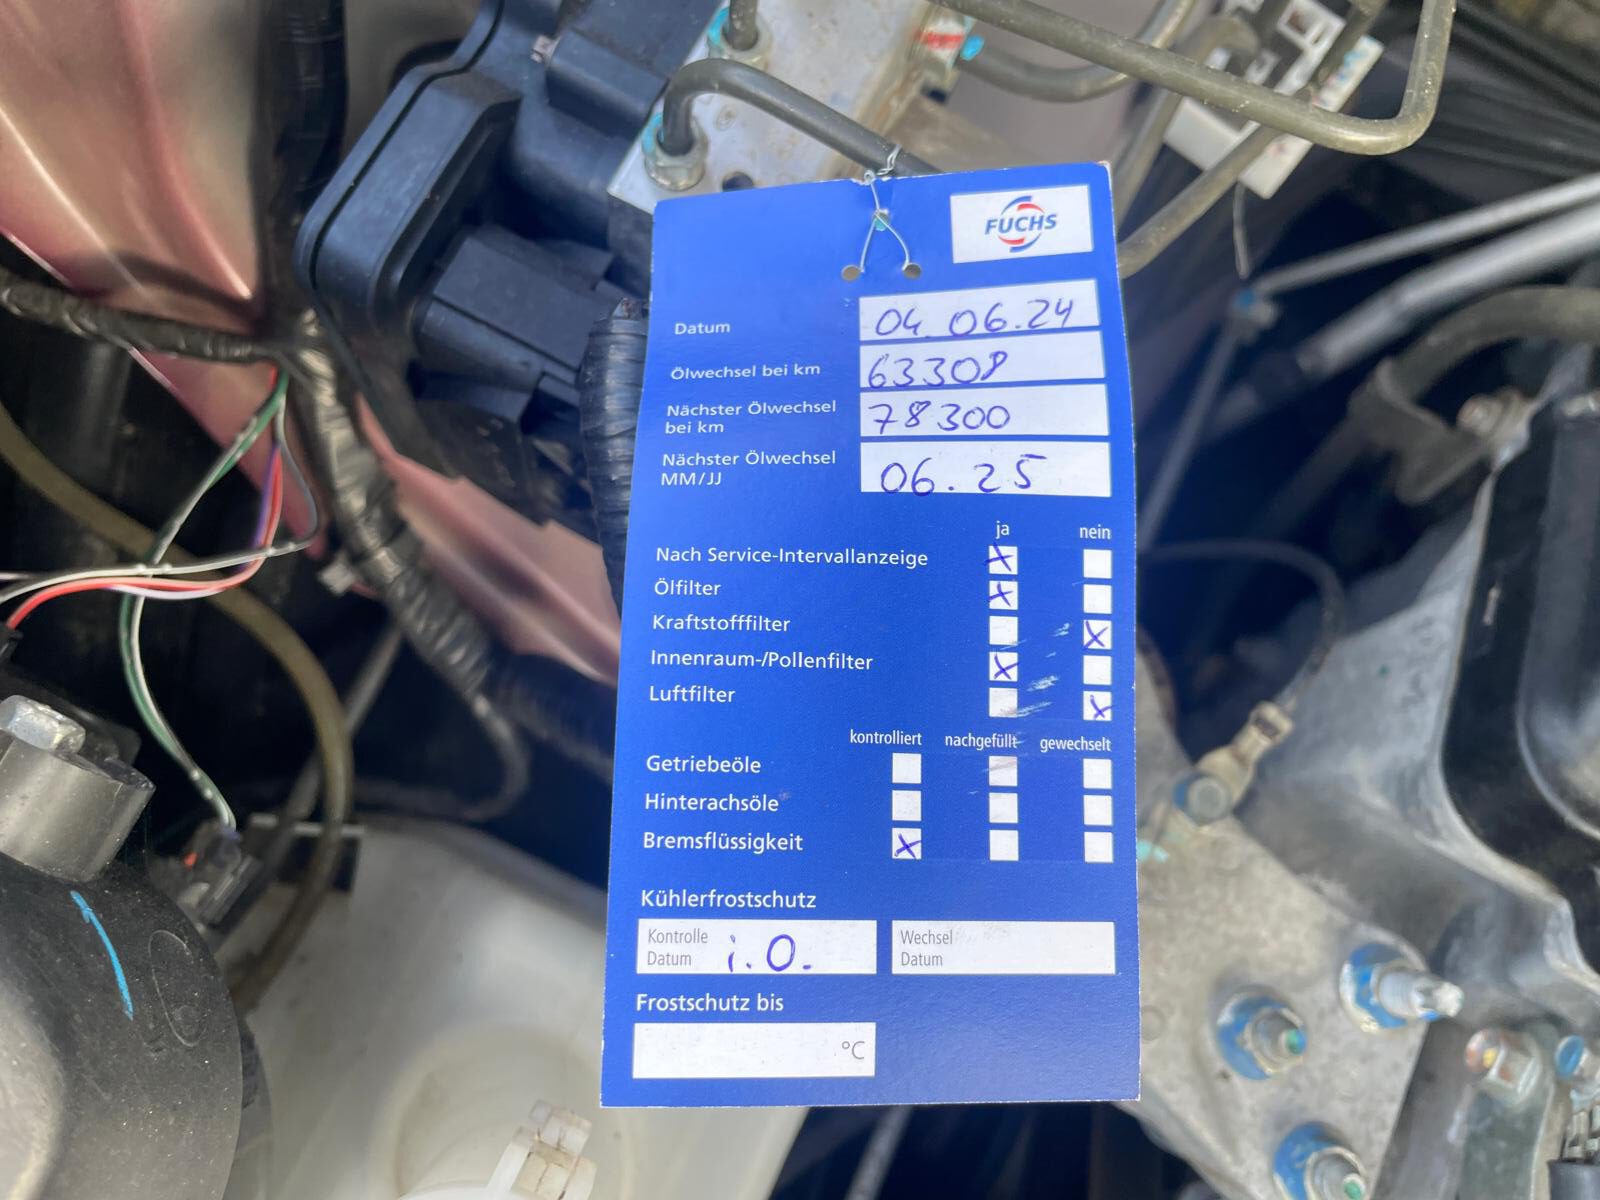 FUCHS
Datum 04.06.24
Ölwechsel bei km 63308
Nächster Ölwechsel
bei km 78300
Nächster Ölwechsel
MM/JJ 06.25
ja nein
Nach Service-Intervallanzeige x
Ölfilter x
Kraftstofffilter x
Innenraum-/Pollenfilter x
Luftfilter x
kontrolliert nachgefüllt gewechselt
Getriebeöle
Hinterachsöle
Bremsflüssigkeit x
Kühlerfrostschutz
Kontrolle
Datum i.O.
Wechsel
Datum
Frostschutz bis
°C